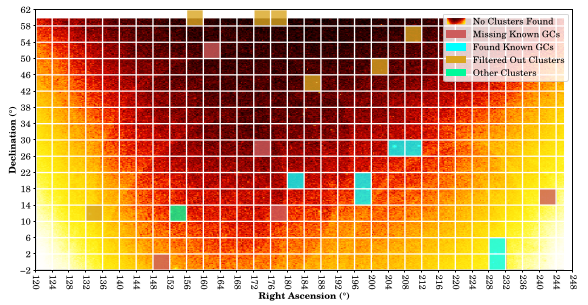 62
58
54
50
46
42
38
34
30
26
22
18
14
10
6
2
−2
Declination (°)
No Clusters Found
Missing Known GCs
Found Known GCs
Filtered Out Clusters
Other Clusters
120 124 128 132 136 140 144 148 152 156 160 164 168 172 176 180 184 188 192 196 200 204 208 212 216 220 224 228 232 236 240 244 248
Right Ascension (°)